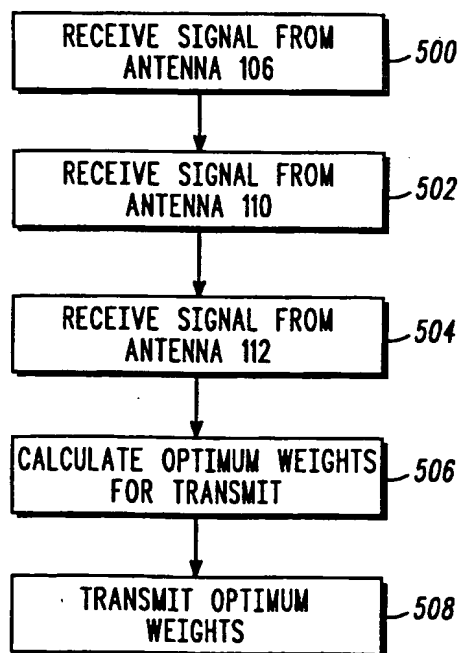 RECEIVE SIGNAL FROM
ANTENNA 106
500
RECEIVE SIGNAL FROM
ANTENNA 110
502
RECEIVE SIGNAL FROM
ANTENNA 112
504
CALCULATE OPTIMUM WEIGHTS
FOR TRANSMIT
506
TRANSMIT OPTIMUM
WEIGHTS
508